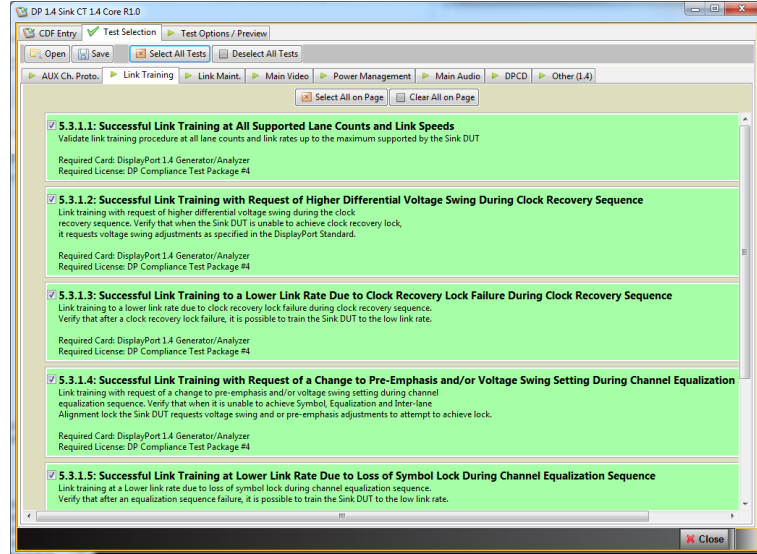 DP 1.4 Sink CT 1.4 Core R1.0
CDF Entry Test Selection Test Options / Preview
Open Save Select All Tests Deselect All Tests
AUX Ch. Proto. Link Training Link Maint. Main Video Power Management Main Audio DPCD Other (1.4)
Select All on Page Clear All on Page
5.3.1.1: Successful Link Training at All Supported Lane Counts and Link Speeds
Validate link training procedure at all lane counts and link rates up to the maximum supported by the Sink DUT
Required Card: DisplayPort 1.4 Generator/Analyzer
Required License: DP Compliance Test Package #4
5.3.1.2: Successful Link Training with Request of Higher Differential Voltage Swing During Clock Recovery Sequence
Link training with request of higher differential voltage swing during the clock
recovery sequence. Verify that when the Sink DUT is unable to achieve clock recovery lock,
it requests voltage swing adjustments as specified in the DisplayPort Standard.
Required Card: DisplayPort 1.4 Generator/Analyzer
Required License: DP Compliance Test Package #4
5.3.1.3: Successful Link Training to a Lower Link Rate Due to Clock Recovery Lock Failure During Clock Recovery Sequence
Link training to a lower link rate due to clock recovery lock failure during clock recovery sequence.
Verify that after a clock recovery lock failure, it is possible to train the Sink DUT to the low link rate.
Required Card: DisplayPort 1.4 Generator/Analyzer
Required License: DP Compliance Test Package #4
5.3.1.4: Successful Link Training with Request of a Change to Pre-Emphasis and/or Voltage Swing Setting During Channel Equalization
Link training with request of a change to pre-emphasis and/or voltage swing setting during channel
equalization sequence. Verify that when it is unable to achieve Symbol, Equalization and Inter-lane
Alignment lock the Sink DUT requests voltage swing and or pre-emphasis adjustments to attempt to achieve lock.
Required Card: DisplayPort 1.4 Generator/Analyzer
Required License: DP Compliance Test Package #4
5.3.1.5: Successful Link Training at Lower Link Rate Due to Loss of Symbol Lock During Channel Equalization Sequence
Link training at a Lower link rate due to loss of symbol lock during channel equalization sequence.
Verify that after an equalization sequence failure, it is possible to train the Sink DUT to the low link rate.
Close